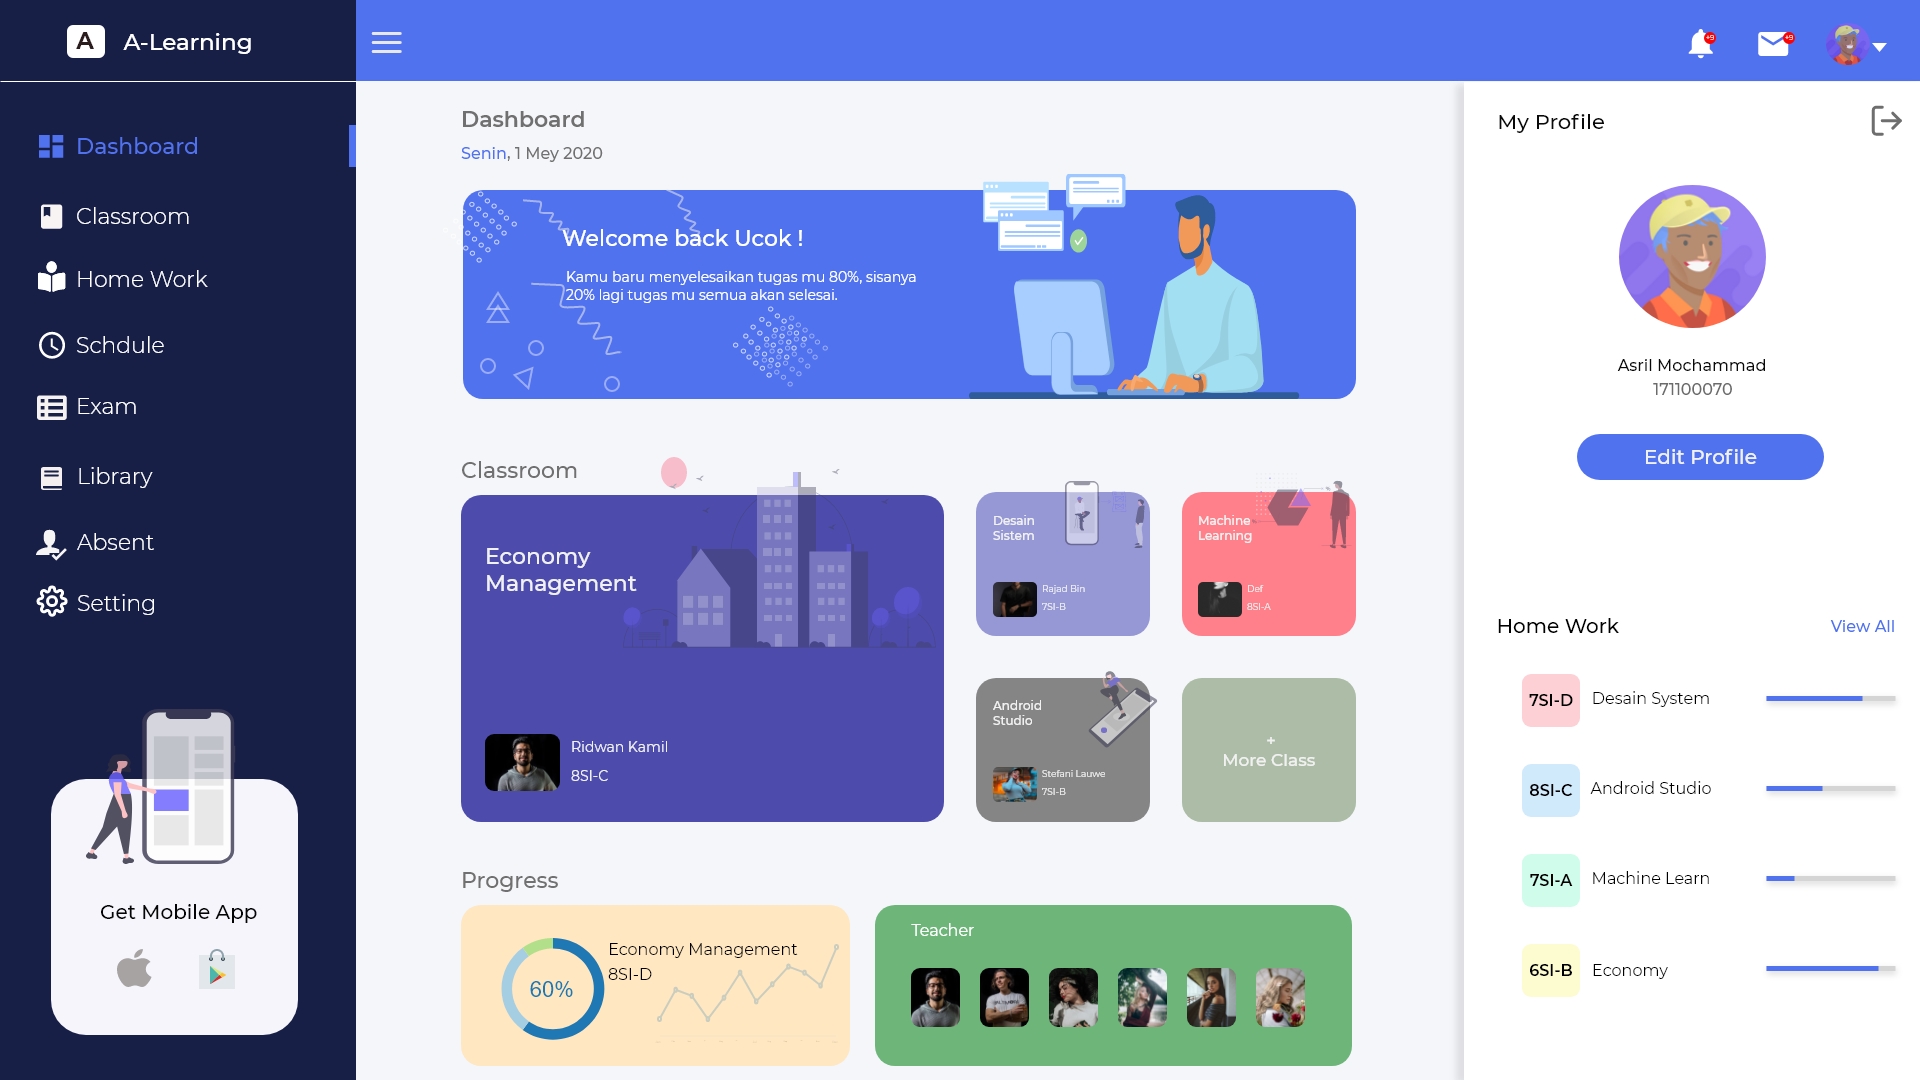 A A-Learning
+9
+9
Dashboard
Classroom
Home Work
Schdule
Exam
Library
Absent
Setting
Get Mobile App
Dashboard
Senin, 1 Mey 2020
Welcome back Ucok !
Kamu baru menyelesaikan tugas mu 80%, sisanya
20% lagi tugas mu semua akan selesai.
Classroom
Economy
Management
Ridwan Kamil
8SI-C
Desain
Sistem
Rajad Bin
7SI-B
Machine
Learning
Def
8SI-A
Android
Studio
Stefani Lauwe
7SI-B
+
More Class
Progress
60%
Economy Management
8SI-D
Teacher
My Profile
Asril Mochammad
171100070
Edit Profile
Home Work
View All
7SI-D Desain System
8SI-C Android Studio
7SI-A Machine Learn
6SI-B Economy